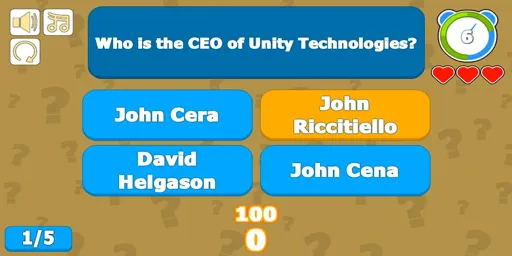 Who is the CEO of Unity Technologies?
6
John Cera
John
Riccitiello
David
Helgason
John Cena
100
0
1/5